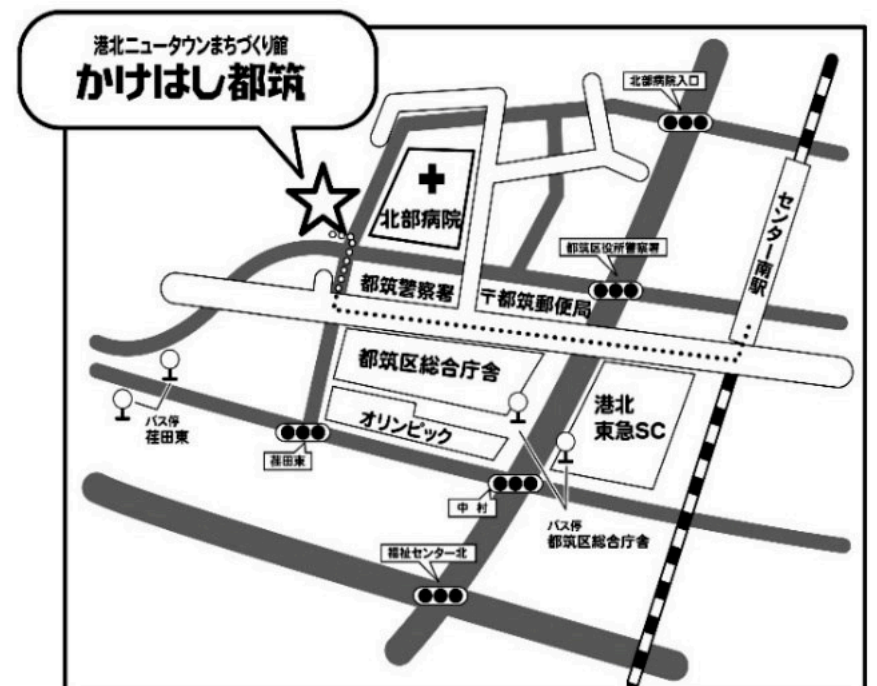 港北ニュータウンまちづくり館
かけはし都筑
北部病院入口
北部病院
センター南駅
都筑区役所警察署
都筑警察署
〒都筑郵便局
都筑区総合庁舎
港北
東急SC
オリンピック
バス停
荏田東
荏田東
中村
バス停
都筑区総合庁舎
福祉センター北